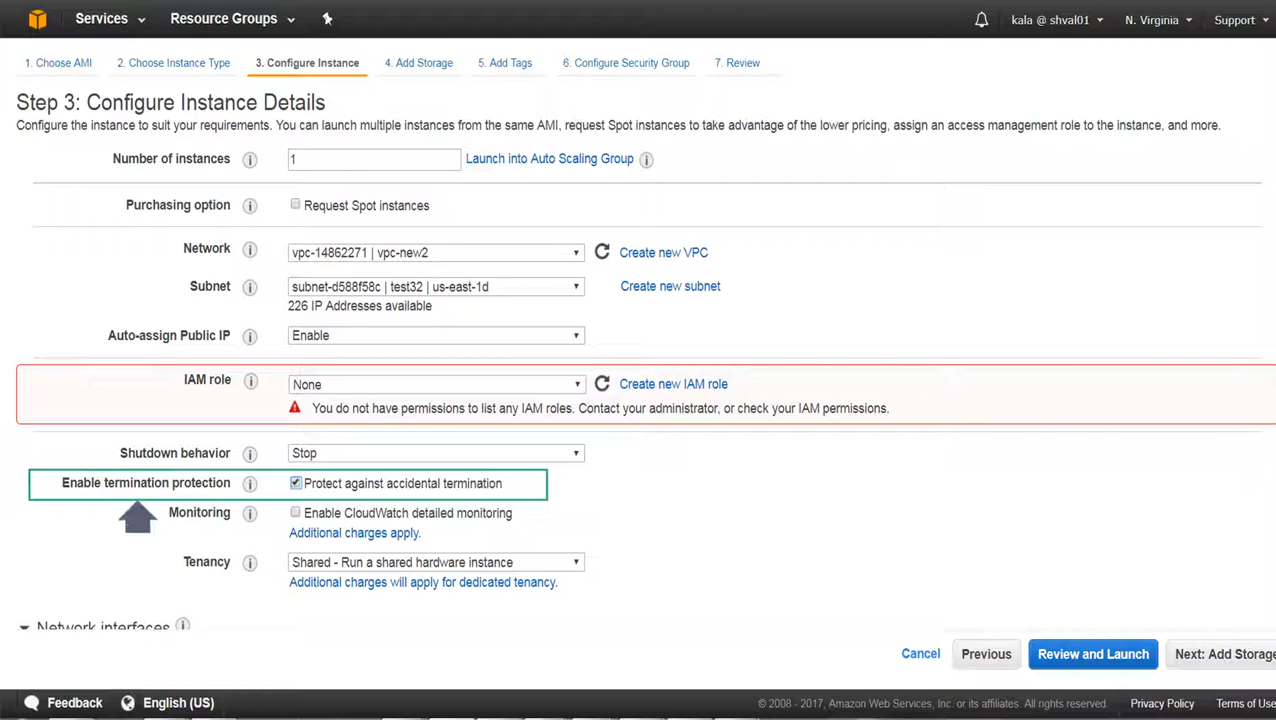 Services Resource Groups kala @ shval01 N. Virginia Support
1. Choose AMI 2. Choose Instance Type 3. Configure Instance 4. Add Storage 5. Add Tags 6. Configure Security Group 7. Review
Step 3: Configure Instance Details
Configure the instance to suit your requirements. You can launch multiple instances from the same AMI, request Spot instances to take advantage of the lower pricing, assign an access management role to the instance, and more.
Number of instances 1 Launch into Auto Scaling Group
Purchasing option Request Spot instances
Network vpc-14862271 | vpc-new2 Create new VPC
Subnet subnet-d588f58c | test32 | us-east-1d Create new subnet
226 IP Addresses available
Auto-assign Public IP Enable
IAM role None Create new IAM role
You do not have permissions to list any IAM roles. Contact your administrator, or check your IAM permissions.
Shutdown behavior Stop
Enable termination protection Protect against accidental termination
Monitoring Enable CloudWatch detailed monitoring
Additional charges apply.
Tenancy Shared - Run a shared hardware instance
Additional charges will apply for dedicated tenancy.
Network interfaces
Cancel Previous Review and Launch Next: Add Storage
Feedback English (US) © 2008 - 2017, Amazon Web Services, Inc. or its affiliates. All rights reserved. Privacy Policy Terms of Use